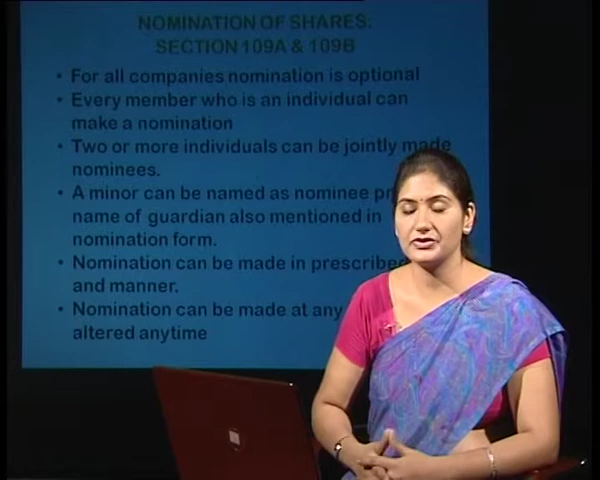 NOMINATION OF SHARES:
SECTION 109A & 109B
• For all companies nomination is optional
• Every member who is an individual can
make a nomination
• Two or more individuals can be jointly made
nominees.
• A minor can be named as nominee
name of guardian also mentioned in
nomination form.
• Nomination can be made in prescribed
and manner.
• Nomination can be made at any
altered anytime